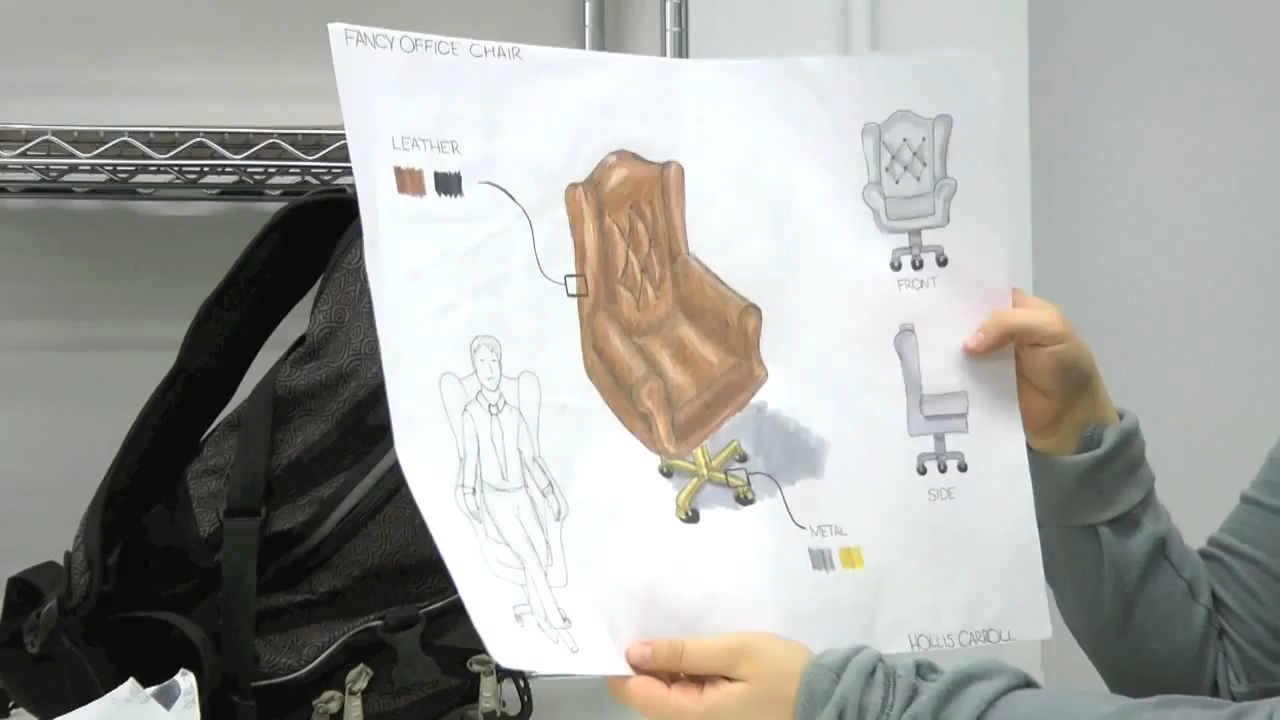 FANCY OFFICE CHAIR
LEATHER
FRONT
SIDE
METAL
HOLLIS CARROLL